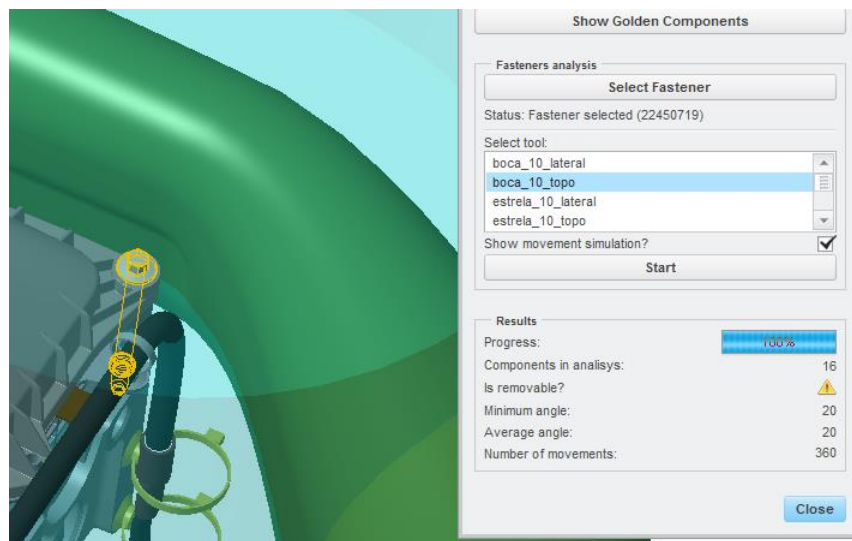 Show Golden Components
Fasteners analysis
Select Fastener
Status: Fastener selected (22450719)
Select tool:
boca_10_lateral
boca_10_topo
estrela_10_lateral
estrela_10_topo
Show movement simulation?
Start
Results
Progress: 100%
Components in analisys: 16
Is removable?
Minimum angle: 20
Average angle: 20
Number of movements: 360
Close